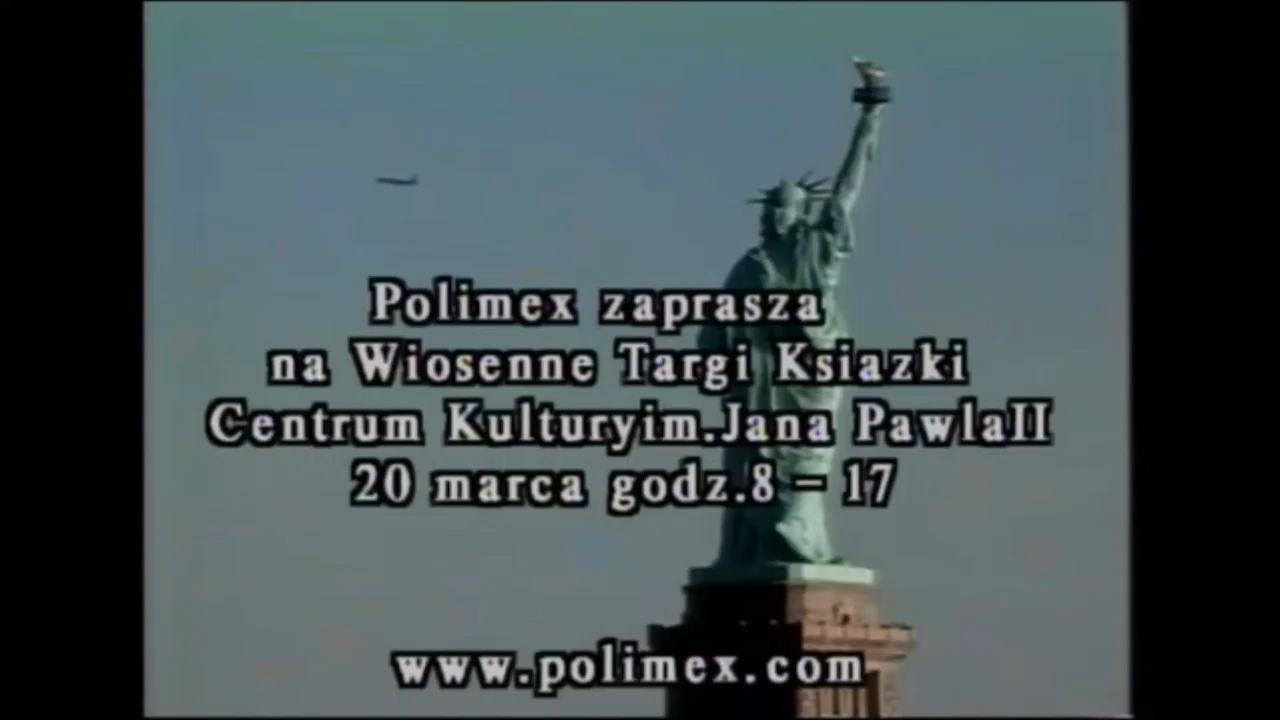 Polimex zaprasza
na Wiosenne Targi Ksiazki
Centrum Kulturyim.Jana PawlaII
20 marca godz.8 - 17
www.polimex.com